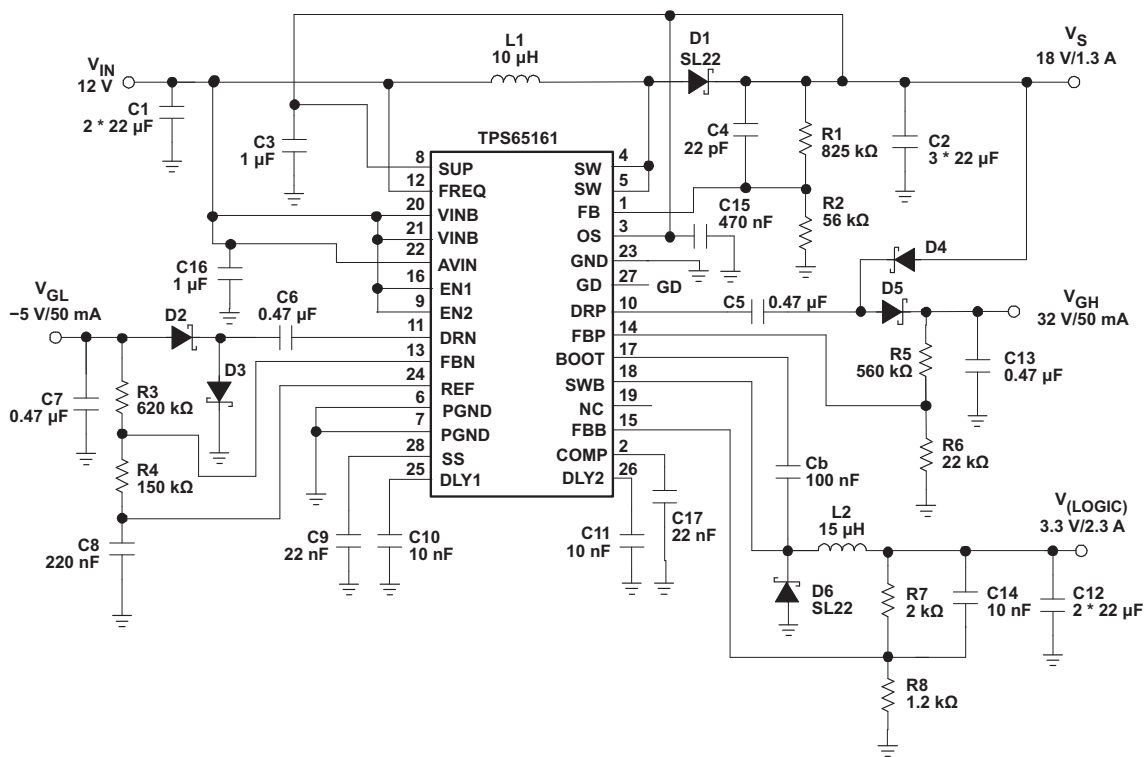 V_IN
12 V
C1
2 * 22 µF
L1
10 µH
D1
SL22
V_S
18 V/1.3 A
C3
1 µF
C4
22 pF
R1
825 kΩ
C2
3 * 22 µF
R2
56 kΩ
C15
470 nF
TPS65161
8
SUP
12
FREQ
20
VINB
21
VINB
22
AVIN
16
EN1
9
EN2
11
DRN
13
FBN
24
REF
6
PGND
7
PGND
28
SS
25
DLY1
4
SW
5
SW
1
FB
3
OS
23
GND
27
GD
GD
10
DRP
14
FBP
17
BOOT
18
SWB
19
NC
15
FBB
2
COMP
26
DLY2
C16
1 µF
V_GL
−5 V/50 mA
D2
C6
0.47 µF
D3
C7
0.47 µF
R3
620 kΩ
R4
150 kΩ
C8
220 nF
C9
22 nF
C10
10 nF
C11
10 nF
C17
22 nF
D4
D5
C5
0.47 µF
V_GH
32 V/50 mA
R5
560 kΩ
C13
0.47 µF
R6
22 kΩ
Cb
100 nF
L2
15 µH
V_(LOGIC)
3.3 V/2.3 A
D6
SL22
R7
2 kΩ
C14
10 nF
C12
2 * 22 µF
R8
1.2 kΩ